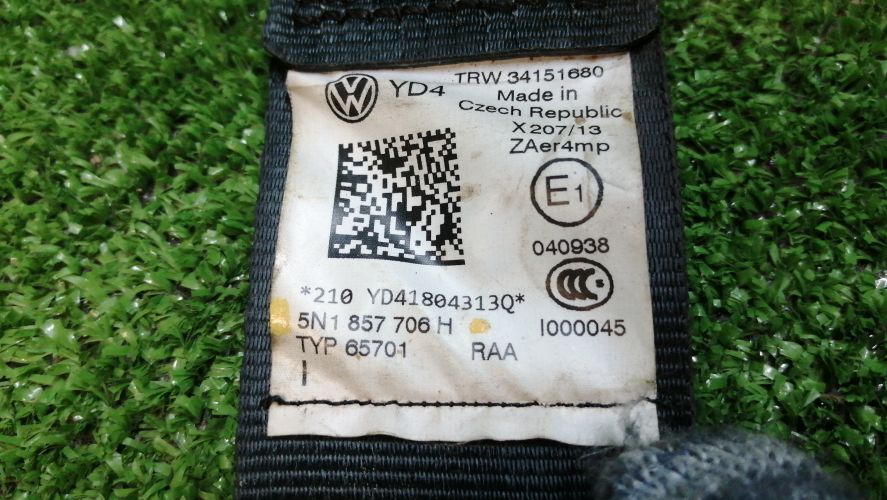 YD4
TRW 34151680
Made in
Czech Republic
X207/13
ZAer4mp
E1
040938
*210 YD41804313Q*
5N1 857 706 H
I000045
TYP 65701 RAA
I